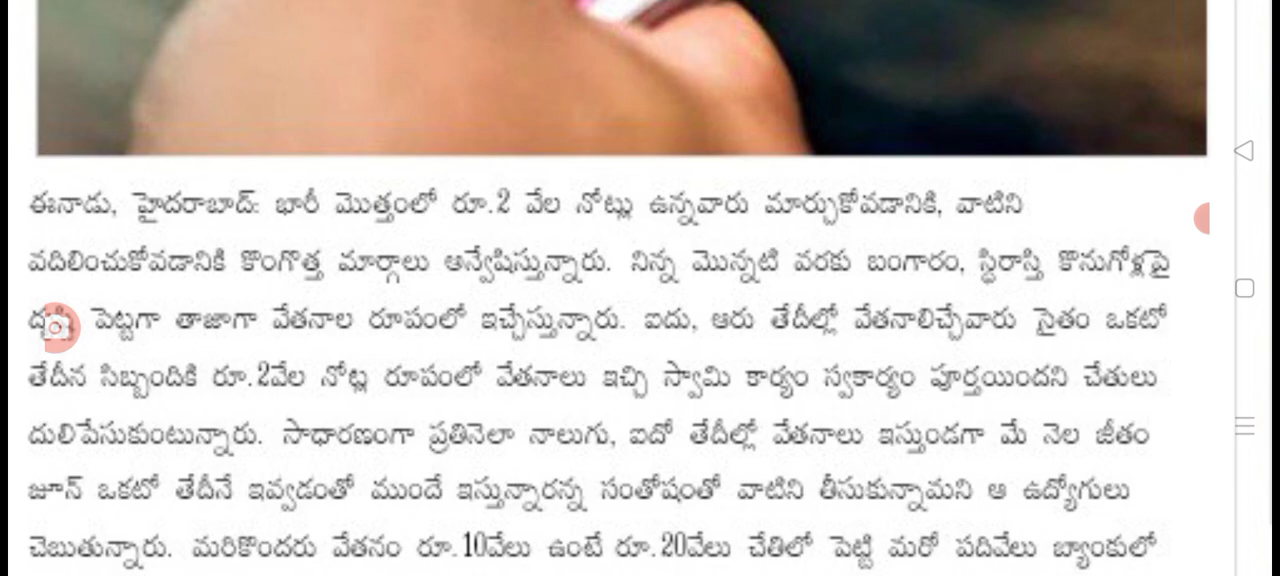 ఈనాడు, హైదరాబాద్: భారీ మొత్తంలో రూ.2 వేల నోట్లు ఉన్నవారు మార్చుకోవడానికి, వాటిని
వదిలించుకోవడానికి కొంగొత్త మార్గాలు అన్వేషిస్తున్నారు. నిన్న మొన్నటి వరకు బంగారం, స్థిరాస్తి కొనుగోళ్లపై
పెట్టగా తాజాగా వేతనాల రూపంలో ఇచ్చేస్తున్నారు. ఐదు, ఆరు తేదీల్లో వేతనాలిచ్చేవారు సైతం ఒకటో
తేదీన సిబ్బందికి రూ.2వేల నోట్ల రూపంలో వేతనాలు ఇచ్చి స్వామి కార్యం స్వకార్యం పూర్తయిందని చేతులు
దులిపేసుకుంటున్నారు. సాధారణంగా ప్రతినెలా నాలుగు, ఐదో తేదీల్లో వేతనాలు ఇస్తుండగా మే నెల జీతం
జూన్ ఒకటో తేదీనే ఇవ్వడంతో ముందే ఇస్తున్నారన్న సంతోషంతో వాటిని తీసుకున్నామని ఆ ఉద్యోగులు
చెబుతున్నారు. మరికొందరు వేతనం రూ.10వేలు ఉంటే రూ.20వేలు చేతిలో పెట్టి మరో పదివేలు బ్యాంకులో